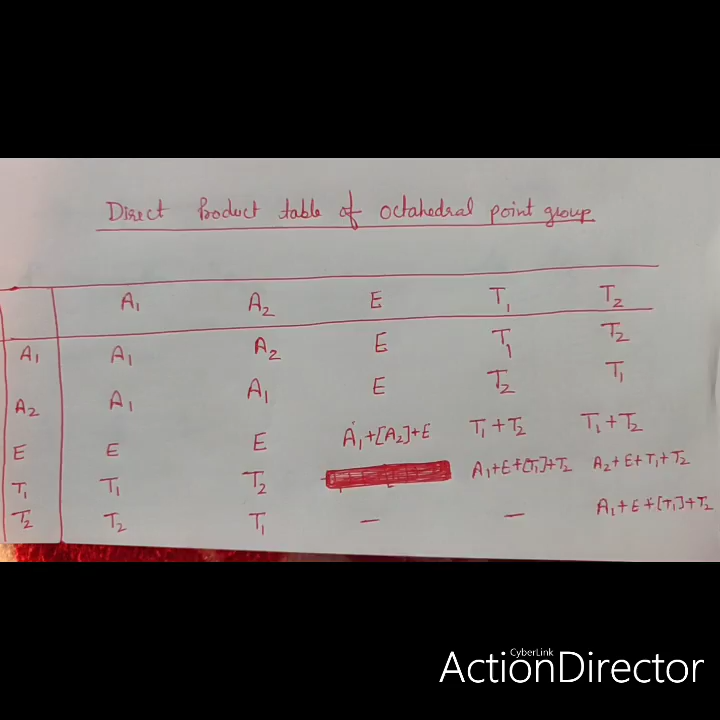 Direct Product table of octahedral point group
A₁ A₂ E T₁ T₂
A₁ A₁ A₂ E T₁ T₂
A₂ A₁ A₁ E T₂ T₁
E E E A₁+[A₂]+E T₁+T₂ T₁+T₂
T₁ T₁ T₂ A₁+E+[T₁]+T₂ A₂+E+T₁+T₂
T₂ T₂ T₁ — — A₁+E+[T₁]+T₂
CyberLink
ActionDirector